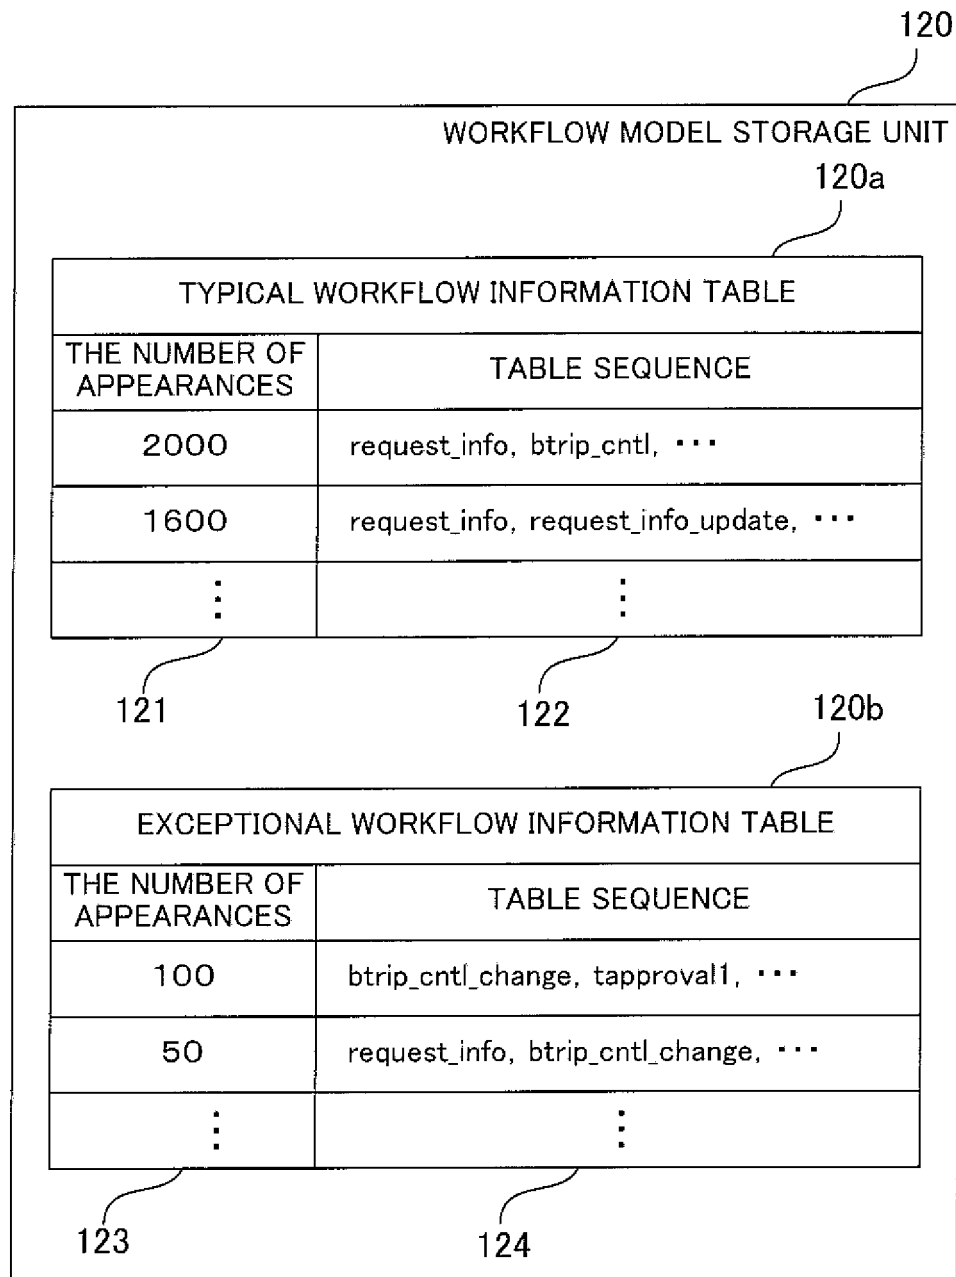 120
WORKFLOW MODEL STORAGE UNIT
120a
TYPICAL WORKFLOW INFORMATION TABLE
THE NUMBER OF
APPEARANCES
TABLE SEQUENCE
2000
request_info, btrip_cntl, ･･･
1600
request_info, request_info_update, ･･･
⋮
⋮
121
122
120b
EXCEPTIONAL WORKFLOW INFORMATION TABLE
THE NUMBER OF
APPEARANCES
TABLE SEQUENCE
100
btrip_cntl_change, tapproval1, ･･･
50
request_info, btrip_cntl_change, ･･･
⋮
⋮
123
124